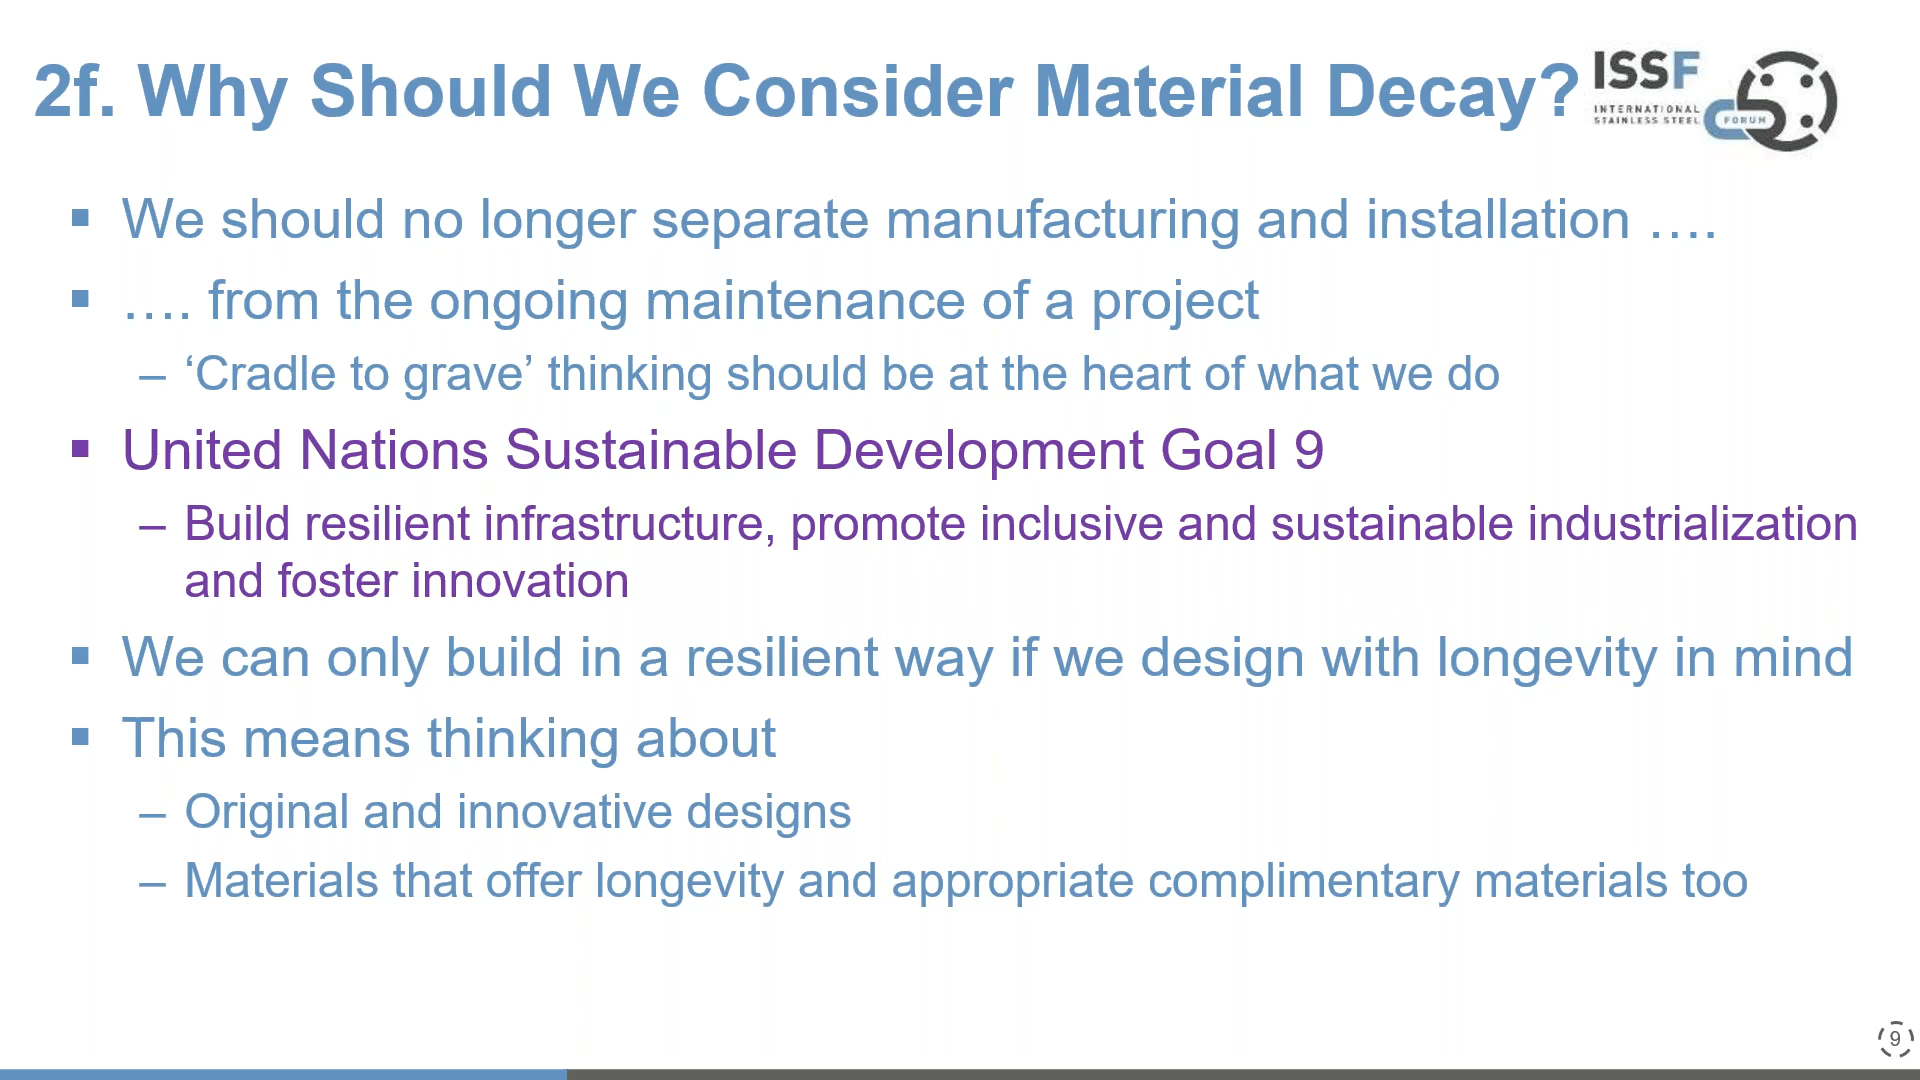 2f. Why Should We Consider Material Decay?
ISSF
INTERNATIONAL
STAINLESS STEEL
FORUM
▪ We should no longer separate manufacturing and installation ….
▪ …. from the ongoing maintenance of a project
– ‘Cradle to grave’ thinking should be at the heart of what we do
▪ United Nations Sustainable Development Goal 9
– Build resilient infrastructure, promote inclusive and sustainable industrialization
and foster innovation
▪ We can only build in a resilient way if we design with longevity in mind
▪ This means thinking about
– Original and innovative designs
– Materials that offer longevity and appropriate complimentary materials too
9